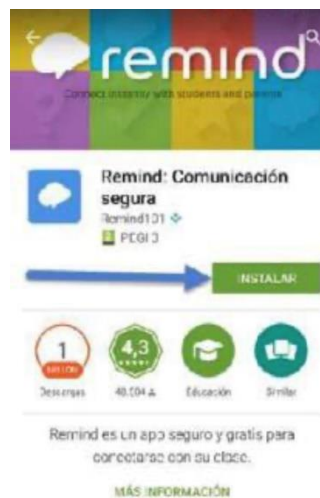 remind
Connect instantly with students and parents
Remind: Comunicación
segura
Remind101
PEGI 3
INSTALAR
1
MILLÓN
4,3
Descargas
Educación
Similar
Remind es un app seguro y gratis para
conectarse con su clase.
MÁS INFORMACIÓN